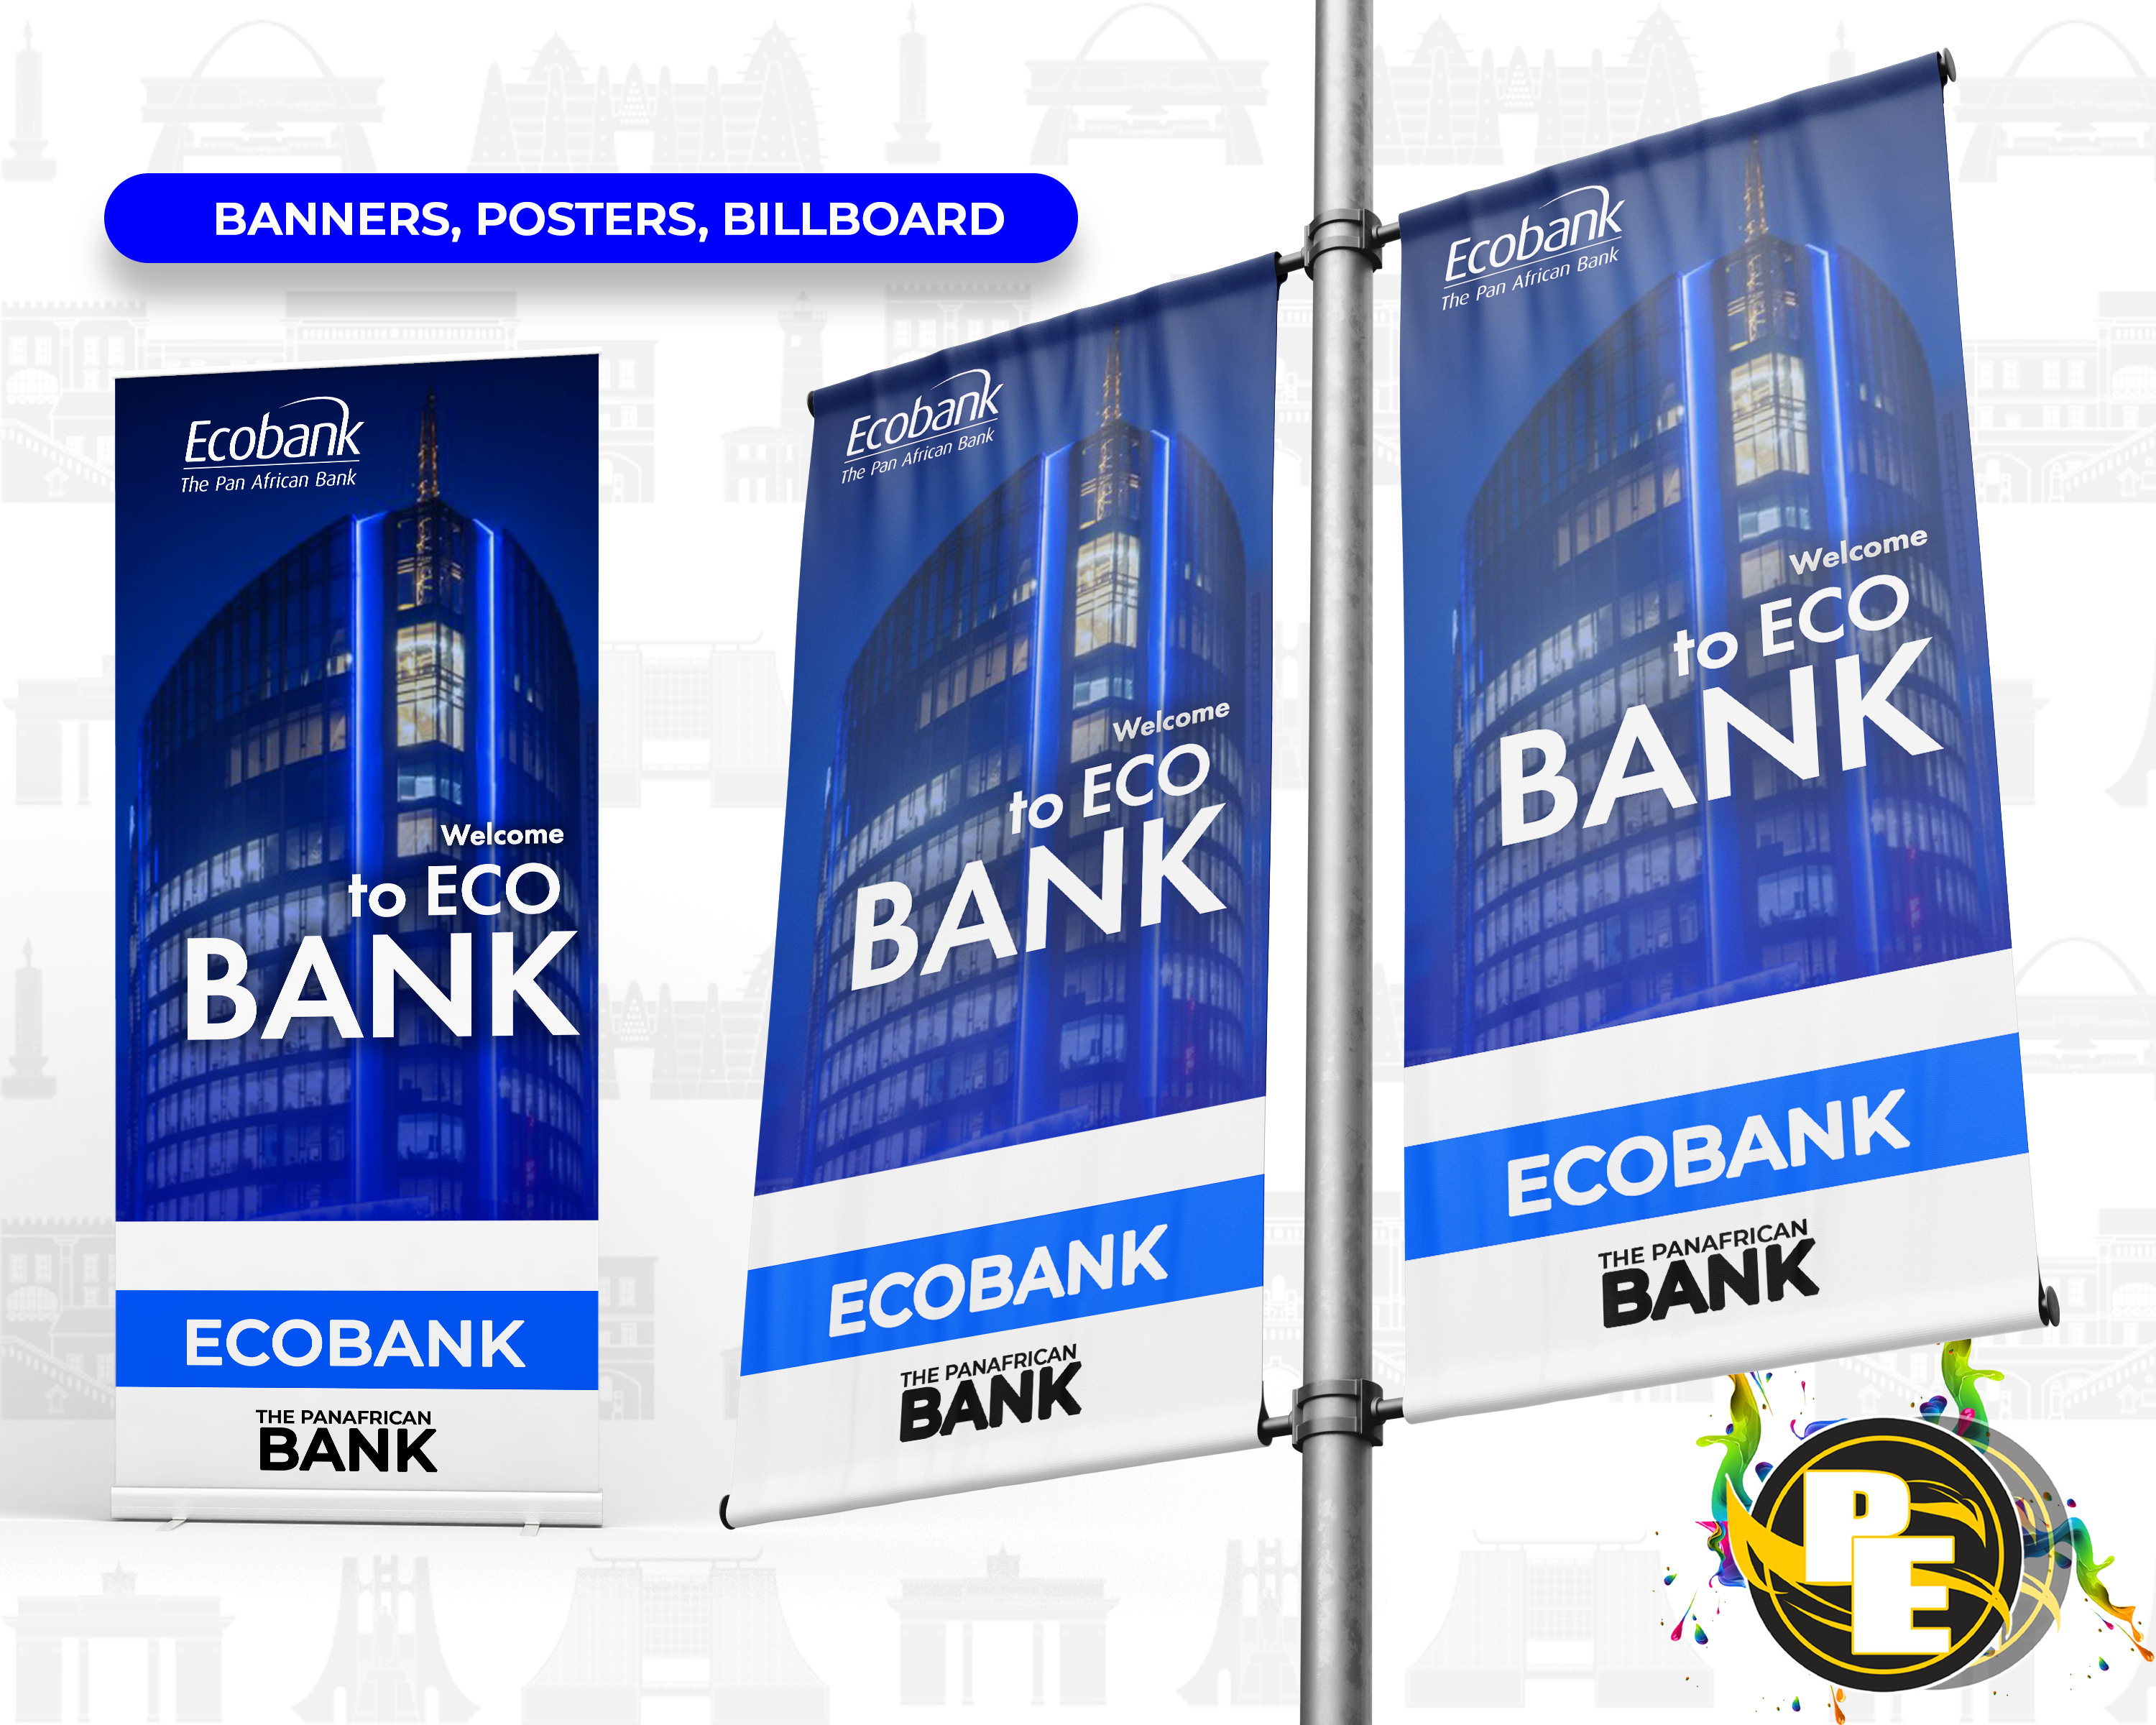 BANNERS, POSTERS, BILLBOARD
Ecobank
The Pan African Bank
Welcome
to ECO
BANK
ECOBANK
THE PANAFRICAN
BANK
Ecobank
The Pan African Bank
Welcome
to ECO
BANK
ECOBANK
THE PANAFRICAN
BANK
Ecobank
The Pan African Bank
Welcome
to ECO
BANK
ECOBANK
THE PANAFRICAN
BANK
PE